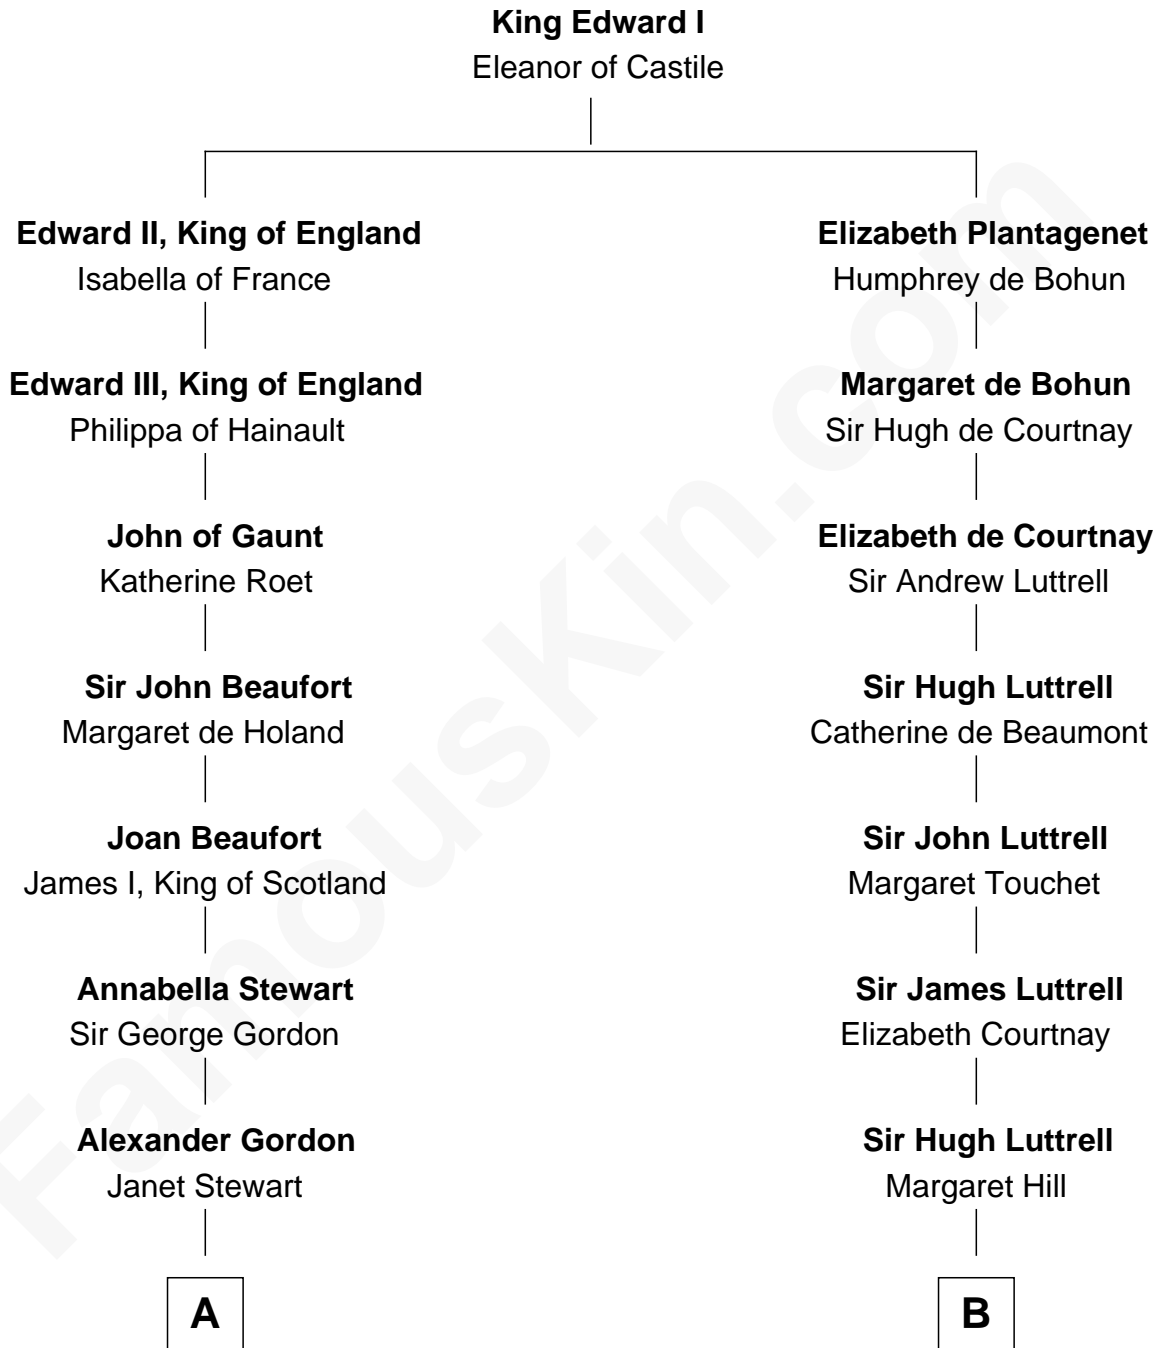 King Edward I
Eleanor of Castile
Edward II, King of England
Isabella of France
Edward III, King of England
Philippa of Hainault
John of Gaunt
Katherine Roet
Sir John Beaufort
Margaret de Holand
Joan Beaufort
James I, King of Scotland
Annabella Stewart
Sir George Gordon
Alexander Gordon
Janet Stewart
A
Elizabeth Plantagenet
Humphrey de Bohun
Margaret de Bohun
Sir Hugh de Courtnay
Elizabeth de Courtnay
Sir Andrew Luttrell
Sir Hugh Luttrell
Catherine de Beaumont
Sir John Luttrell
Margaret Touchet
Sir James Luttrell
Elizabeth Courtnay
Sir Hugh Luttrell
Margaret Hill
B
FamousKin.com